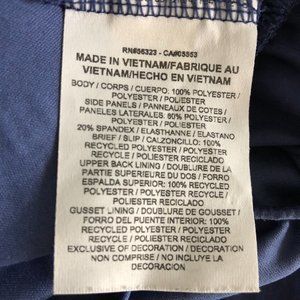 RN#56323 - CA#05553
MADE IN VIETNAM/FABRIQUE AU
VIETNAM/HECHO EN VIETNAM
BODY / CORPS / CUERPO: 100% POLYESTER /
POLYESTER / POLIESTER
SIDE PANELS / PANNEAUX DE COTES /
PANELES LATERALES: 80% POLYESTER /
POLYESTER / POLIESTER
20% SPANDEX / ELASTHANNE / ELASTANO
BRIEF / SLIP / CALZONCILLO: 100%
RECYCLED POLYESTER / POLYESTER
RECYCLE / POLIESTER RECICLADO
UPPER BACK LINING / DOUBLURE DE LA
PARTIE SUPERIEURE DU DOS / FORRO DE
ESPALDA SUPERIOR: 100% RECYCLED
POLYESTER / POLYESTER RECYCLE /
POLIESTER RECICLADO
GUSSET LINING / DOUBLURE DE GOUSSET /
FORRO DEL PUENTE INTERIOR: 100%
RECYCLED POLYESTER / POLYESTER
RECYCLE / POLIESTER RECICLADO
EXCLUSIVE OF DECORATION / DECORATION
NON COMPRISE / NO INCLUYE LA
DECORACION